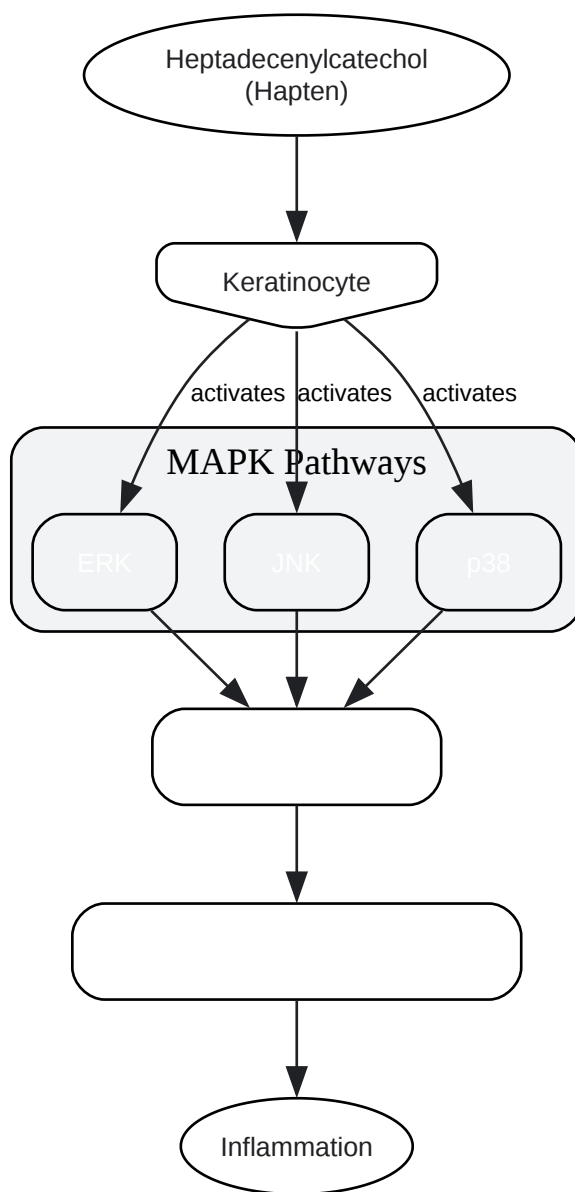 Heptadecenylcatechol
(Hapten)
Keratinocyte
activates activates activates
MAPK Pathways
ERK JNK p38
Inflammation